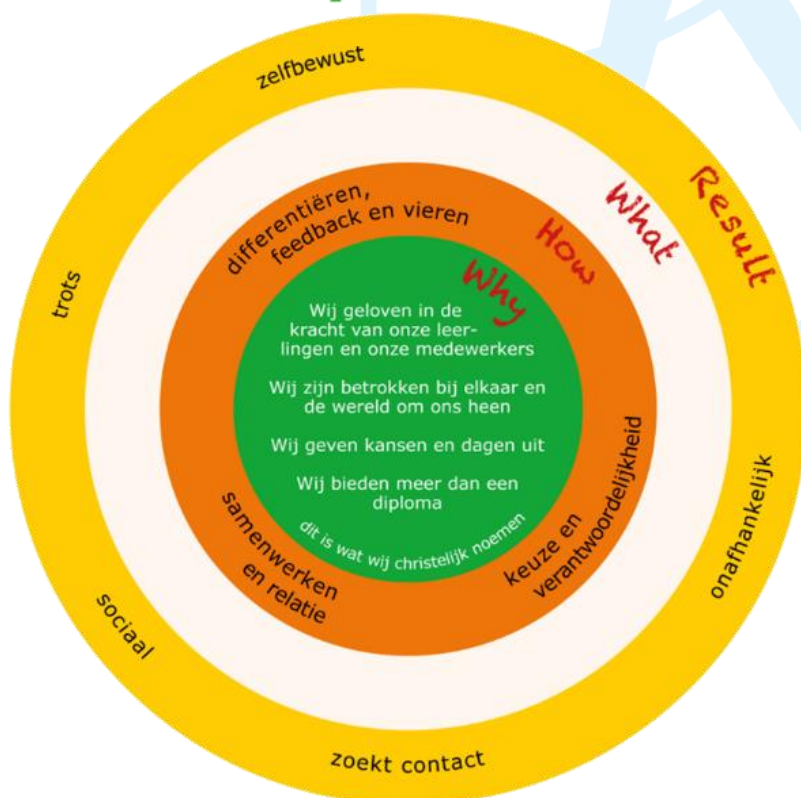 zelfbewust
Result
What
How
Why
differentiëren,
feedback en vieren
trots
Wij geloven in de
kracht van onze leer-
lingen en onze medewerkers
Wij zijn betrokken bij elkaar en
de wereld om ons heen
Wij geven kansen en dagen uit
Wij bieden meer dan een
diploma
dit is wat wij christelijk noemen
samenwerken
en relatie
keuze en
verantwoordelijkheid
onafhankelijk
sociaal
zoekt contact